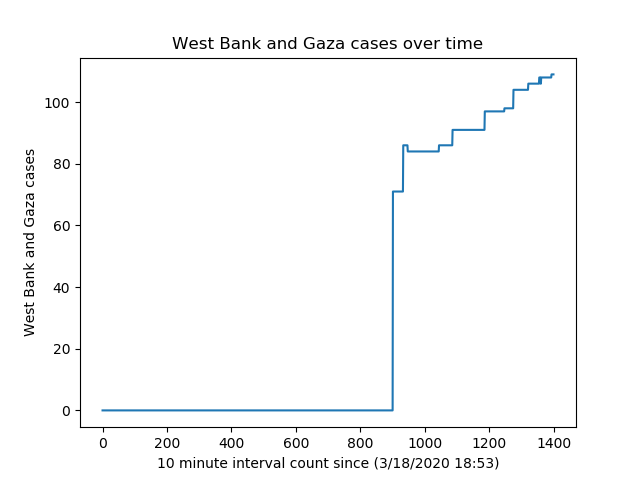 West Bank and Gaza cases over time
West Bank and Gaza cases
100
80
60
40
20
0
0 200 400 600 800 1000 1200 1400
10 minute interval count since (3/18/2020 18:53)